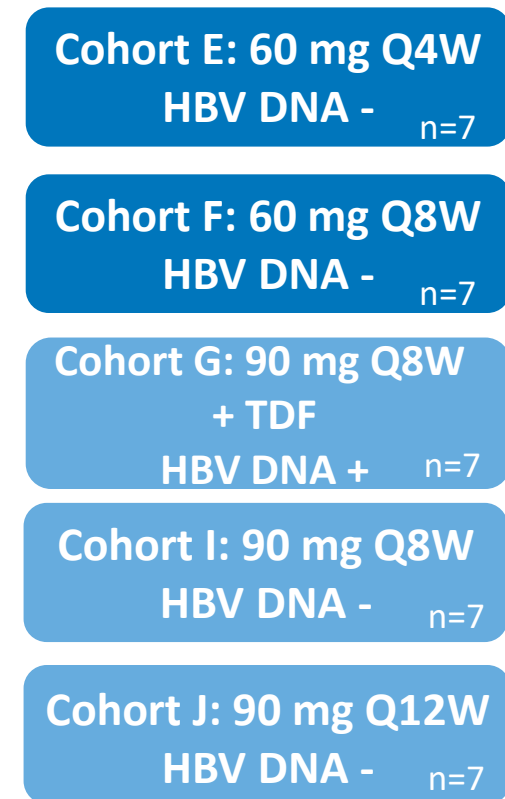 Cohort E: 60 mg Q4W
HBV DNA -
n=7
Cohort F: 60 mg Q8W
HBV DNA -
n=7
Cohort G: 90 mg Q8W
+ TDF
HBV DNA +
n=7
Cohort I: 90 mg Q8W
HBV DNA -
n=7
Cohort J: 90 mg Q12W
HBV DNA -
n=7